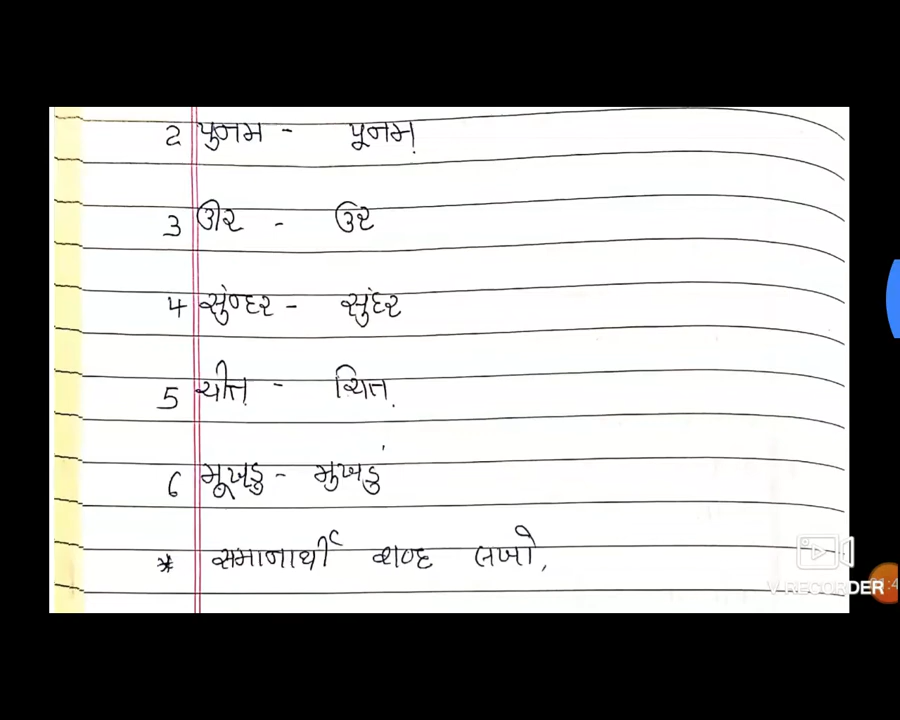 2 પુનમ - પૂનમ.
3 ઊર - ઉર
4 સુંન્દર - સુંદર
5 ચીત્ત - ચિત્ત.
6 મૂખડુ - મુખડું
* સમાનાર્થી શબ્દ લખો.
V RECORDER